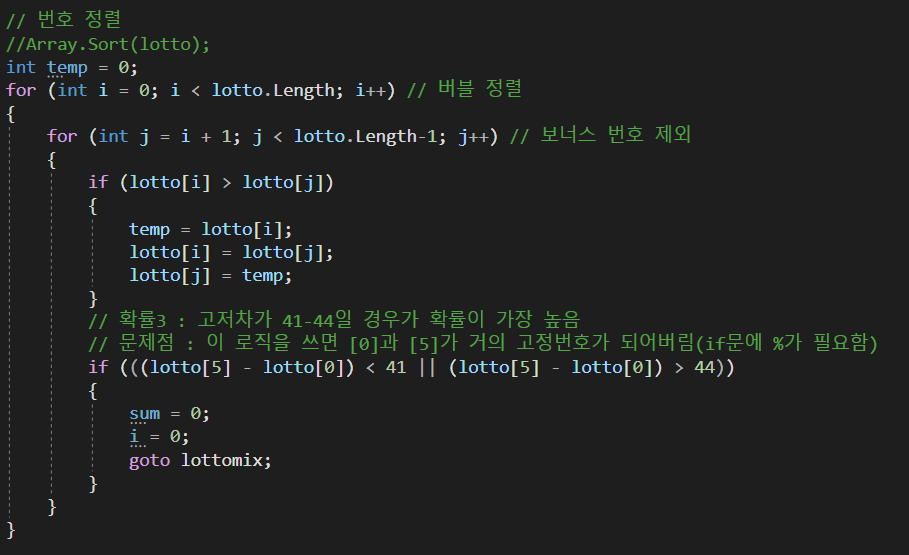 // 번호 정렬
//Array.Sort(lotto);
int temp = 0;
for (int i = 0; i < lotto.Length; i++) // 버블 정렬
{
    for (int j = i + 1; j < lotto.Length-1; j++) // 보너스 번호 제외
    {
        if (lotto[i] > lotto[j])
        {
            temp = lotto[i];
            lotto[i] = lotto[j];
            lotto[j] = temp;
        }
        // 확률3 : 고저차가 41-44일 경우가 확률이 가장 높음
        // 문제점 : 이 로직을 쓰면 [0]과 [5]가 거의 고정번호가 되어버림(if문에 %가 필요함)
        if (((lotto[5] - lotto[0]) < 41 || (lotto[5] - lotto[0]) > 44))
        {
            sum = 0;
            i = 0;
            goto lottomix;
        }
    }
}